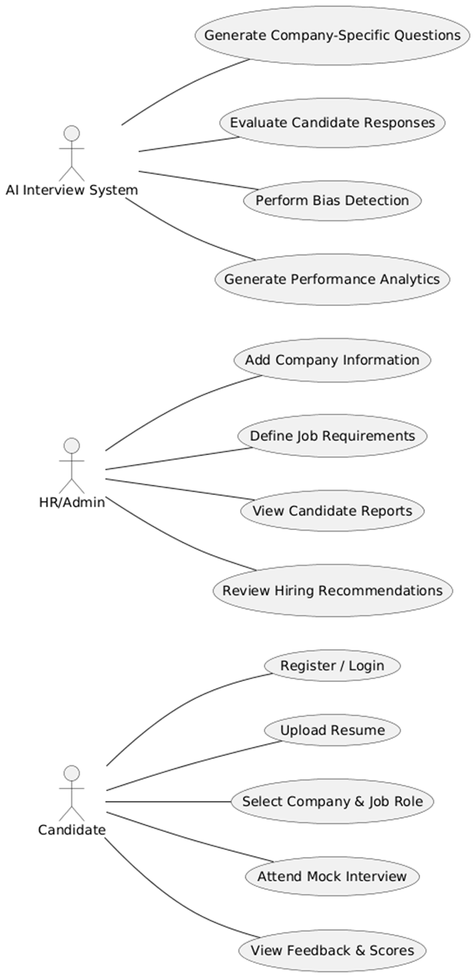 Generate Company-Specific Questions
Evaluate Candidate Responses
AI Interview System
Perform Bias Detection
Generate Performance Analytics
Add Company Information
Define Job Requirements
HR/Admin
View Candidate Reports
Review Hiring Recommendations
Register / Login
Upload Resume
Select Company & Job Role
Candidate
Attend Mock Interview
View Feedback & Scores